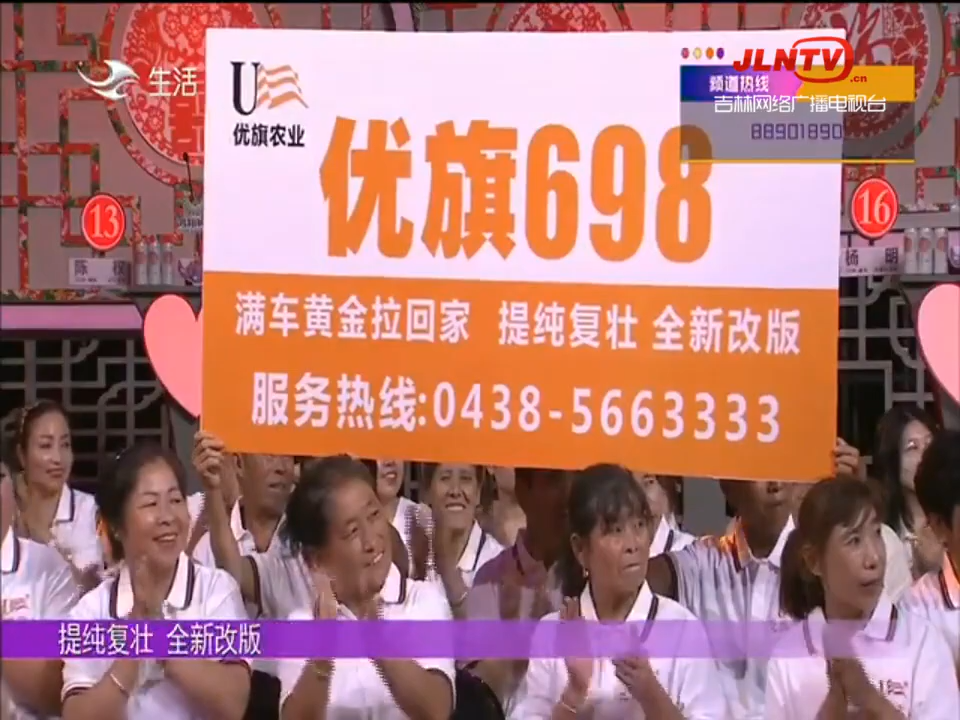 生活
JLNTV.cn
频道热线
吉林网络广播电视台
88901890
U
优旗农业
优旗698
13
16
杨 明
满车黄金拉回家 提纯复壮 全新改版
服务热线:0438-5663333
提纯复壮 全新改版